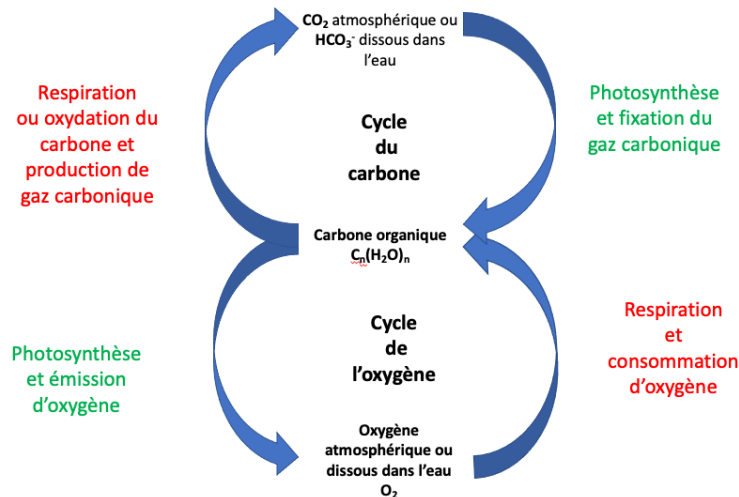 CO₂ atmosphérique ou
HCO₃⁻ dissous dans
l’eau
Respiration
ou oxydation du
carbone et
production de
gaz carbonique
Photosynthèse
et fixation du
gaz carbonique
Cycle
du
carbone
Carbone organique
Cₙ(H₂O)ₙ
Cycle
de
l’oxygène
Photosynthèse
et émission
d’oxygène
Respiration
et
consommation
d’oxygène
Oxygène
atmosphérique ou
dissous dans l’eau
O₂